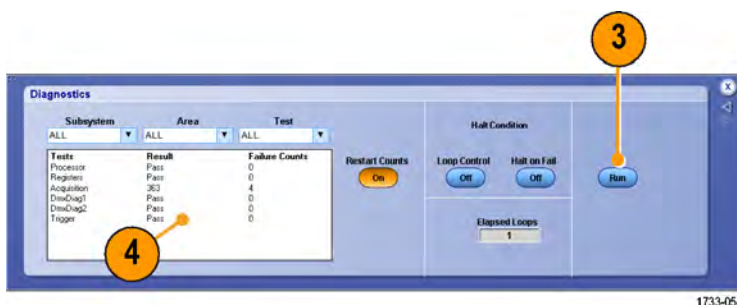 3
Diagnostics
X
Subsystem Area Test
ALL ALL ALL
Halt Condition
Tests Result Failure Counts
Processor Pass 0
Registers Pass 0
Acquisition 363 4
DmxDiag1 Pass 0
DmxDiag2 Pass 0
Trigger Pass 0
Restart Counts
On
Loop Control Halt on Fail
Off Off
Run
Elapsed Loops
1
4
1733-05